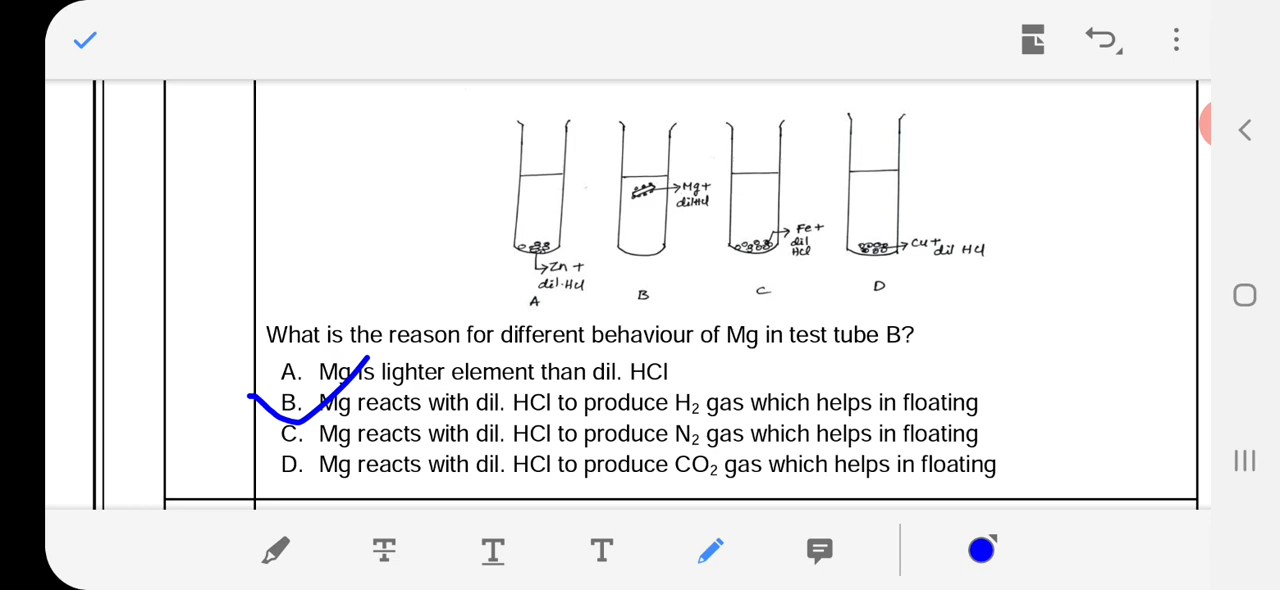 →Mg+
dilHCl
→Fe+
dil
HCl
→Cu+
dil HCl
→Zn +
dil.HCl
A
B
C
D
What is the reason for different behaviour of Mg in test tube B?
A. Mg is lighter element than dil. HCl
B. Mg reacts with dil. HCl to produce H₂ gas which helps in floating
C. Mg reacts with dil. HCl to produce N₂ gas which helps in floating
D. Mg reacts with dil. HCl to produce CO₂ gas which helps in floating
T
T
T